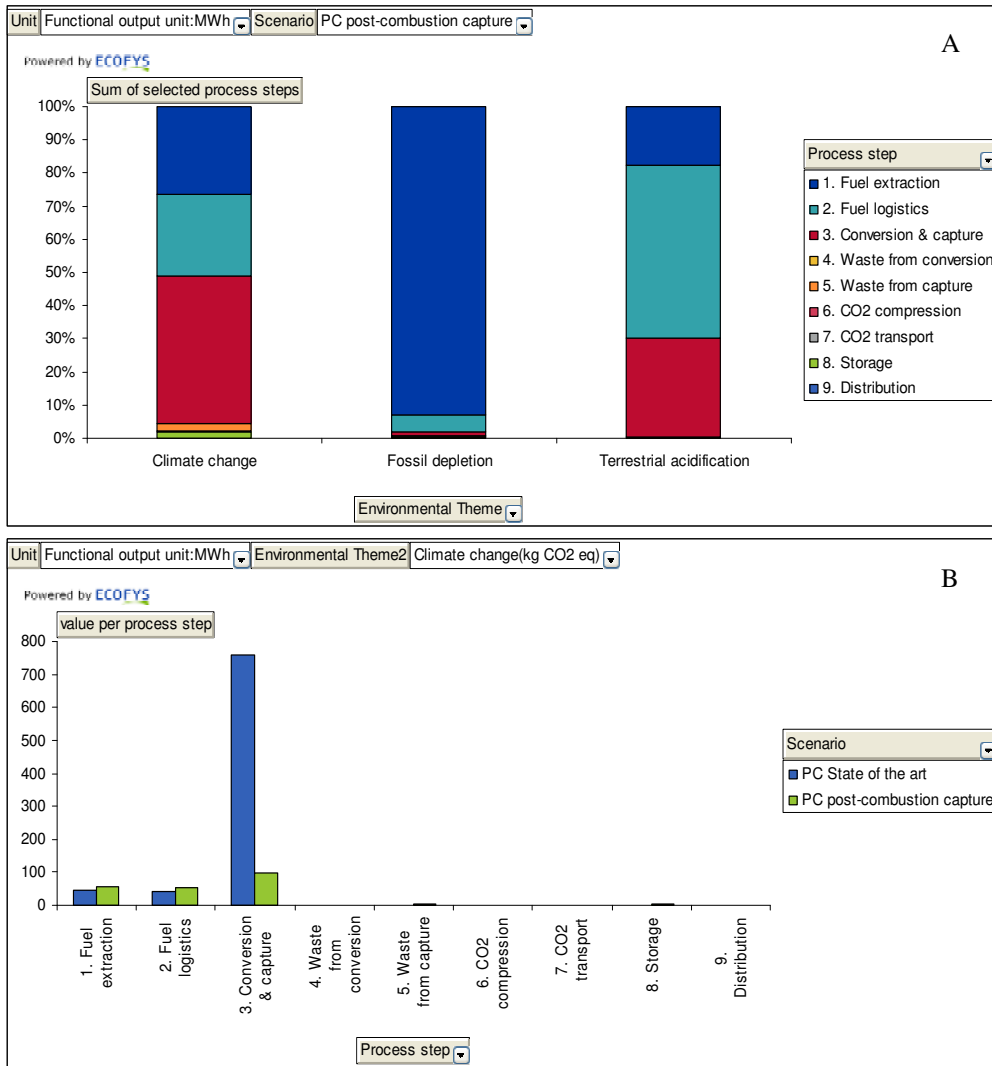 Unit Functional output unit:MWh Scenario PC post-combustion capture
A
Powered by ECOFYS
Sum of selected process steps
100%
90%
80%
70%
60%
50%
40%
30%
20%
10%
0%
Climate change Fossil depletion Terrestrial acidification
Environmental Theme
Process step
1. Fuel extraction
2. Fuel logistics
3. Conversion & capture
4. Waste from conversion
5. Waste from capture
6. CO2 compression
7. CO2 transport
8. Storage
9. Distribution
Unit Functional output unit:MWh Environmental Theme2 Climate change(kg CO2 eq)
B
Powered by ECOFYS
value per process step
800
700
600
500
400
300
200
100
0
1. Fuel
extraction
2. Fuel
logistics
3. Conversion
& capture
4. Waste
from
conversion
5. Waste
from capture
6. CO2
compression
7. CO2
transport
8. Storage
9.
Distribution
Process step
Scenario
PC State of the art
PC post-combustion capture